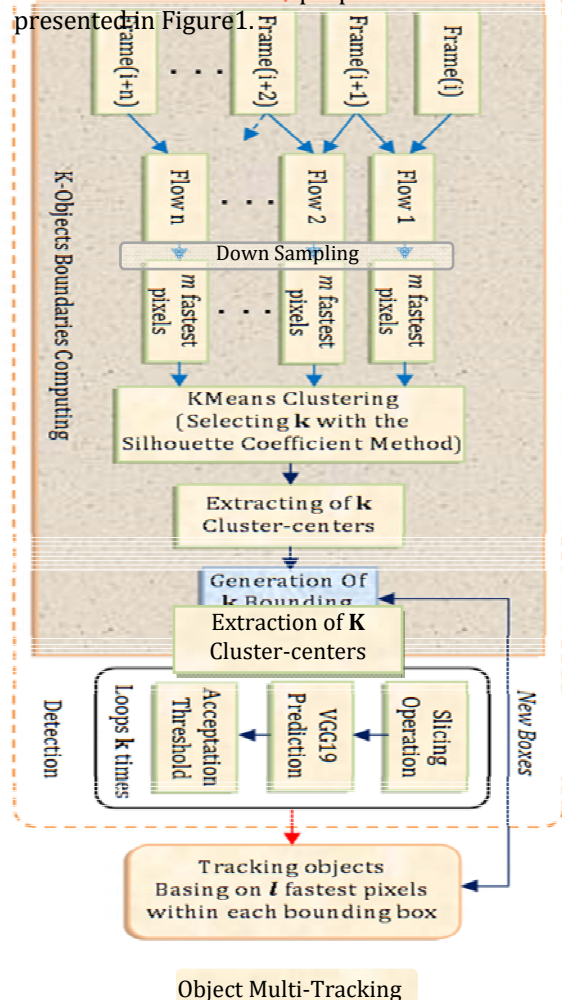 presented in Figure1.
Frame(i+n)
. . .
Frame(i+2)
Frame(i+1)
Frame(i)
Flow n
. . .
Flow 2
Flow 1
K-Objects Boundaries Computing
Down Sampling
m fastest
pixels
. . .
m fastest
pixels
m fastest
pixels
KMeans Clustering
(Selecting k with the
Silhouette Coefficient Method)
Extracting of k
Cluster-centers
Generation Of
k Bounding
Extraction of K
Cluster-centers
New Boxes
Detection
Loops k times
Acceptation
Threshold
VGG19
Prediction
Slicing
Operation
Tracking objects
Basing on l fastest pixels
within each bounding box
Object Multi-Tracking